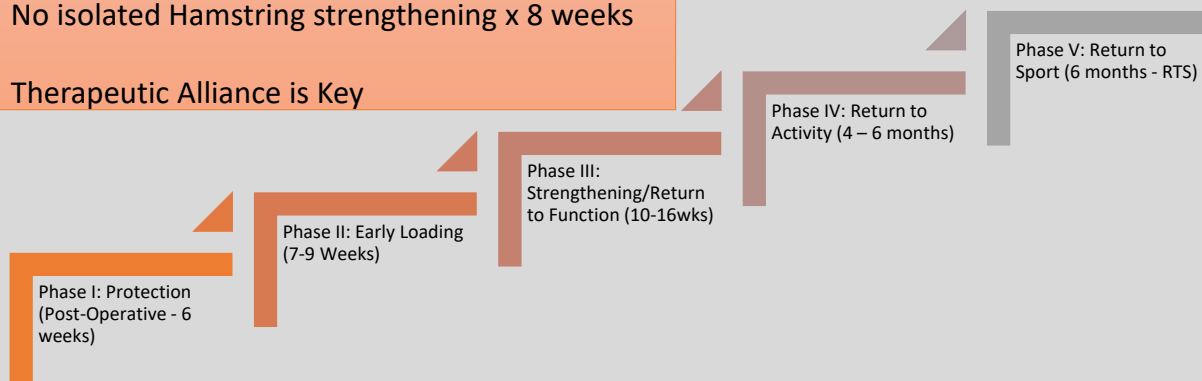 No isolated Hamstring strengthening x 8 weeks
Therapeutic Alliance is Key
Phase I: Protection
(Post-Operative - 6
weeks)
Phase II: Early Loading
(7-9 Weeks)
Phase III:
Strengthening/Return
to Function (10-16wks)
Phase IV: Return to
Activity (4 – 6 months)
Phase V: Return to
Sport (6 months - RTS)